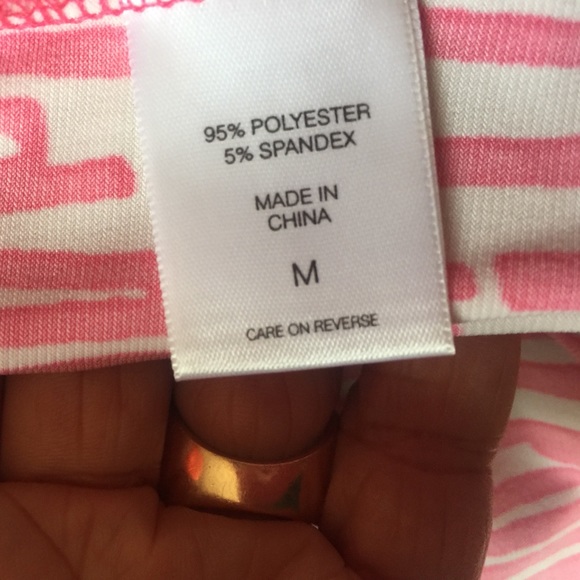 95% POLYESTER
5% SPANDEX
MADE IN
CHINA
M
CARE ON REVERSE